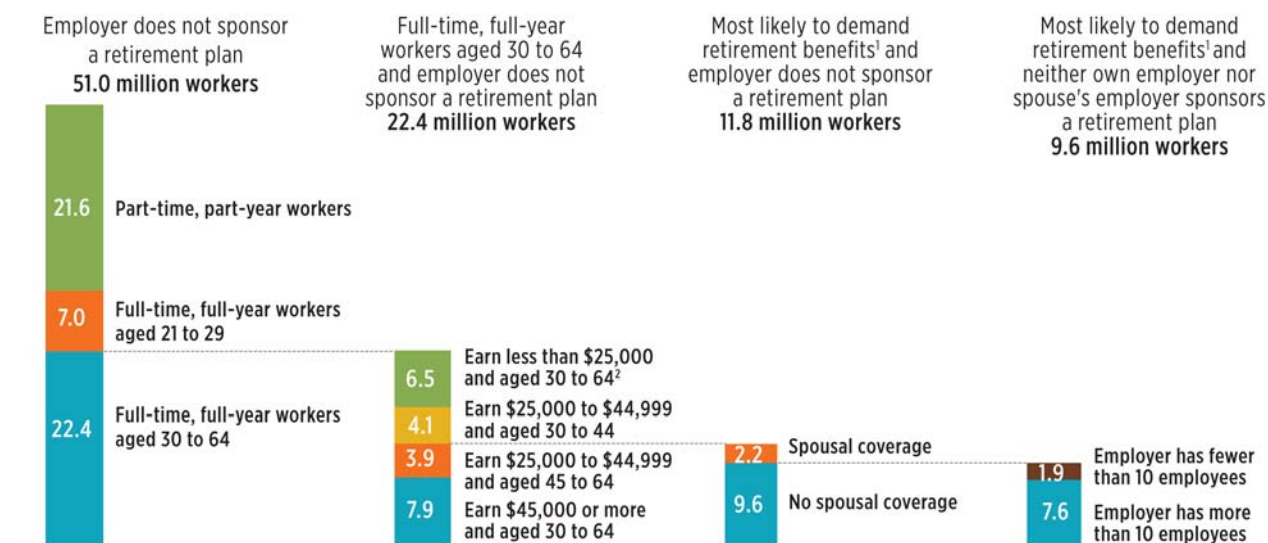 Employer does not sponsor
a retirement plan
51.0 million workers
Full-time, full-year
workers aged 30 to 64
and employer does not
sponsor a retirement plan
22.4 million workers
Most likely to demand
retirement benefits¹ and
employer does not sponsor
a retirement plan
11.8 million workers
Most likely to demand
retirement benefits¹ and
neither own employer nor
spouse's employer sponsors
a retirement plan
9.6 million workers
21.6
Part-time, part-year workers
7.0
Full-time, full-year workers
aged 21 to 29
22.4
Full-time, full-year workers
aged 30 to 64
6.5
Earn less than $25,000
and aged 30 to 64²
4.1
Earn $25,000 to $44,999
and aged 30 to 44
3.9
Earn $25,000 to $44,999
and aged 45 to 64
7.9
Earn $45,000 or more
and aged 30 to 64
2.2
Spousal coverage
9.6
No spousal coverage
1.9
Employer has fewer
than 10 employees
7.6
Employer has more
than 10 employees